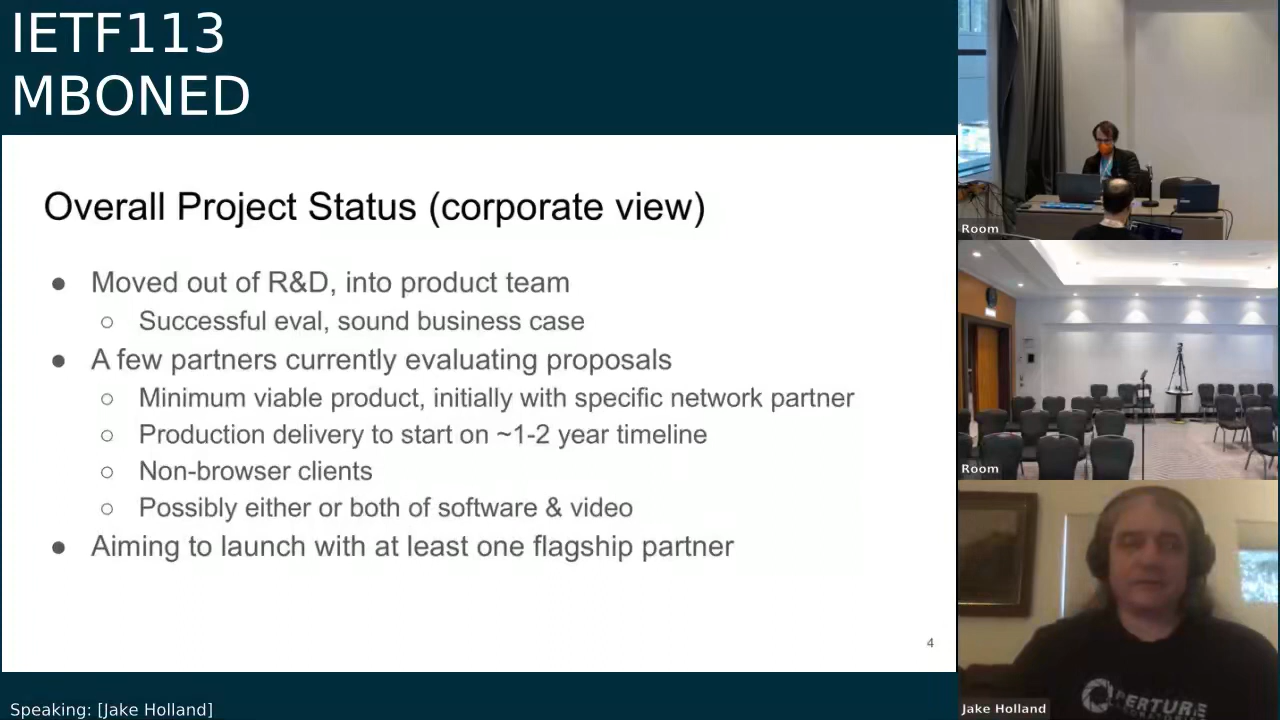 IETF113
MBONED
Overall Project Status (corporate view)
● Moved out of R&D, into product team
○ Successful eval, sound business case
● A few partners currently evaluating proposals
○ Minimum viable product, initially with specific network partner
○ Production delivery to start on ~1-2 year timeline
○ Non-browser clients
○ Possibly either or both of software & video
● Aiming to launch with at least one flagship partner
4
Speaking: [Jake Holland]
Room
Room
PERTURE
Jake Holland